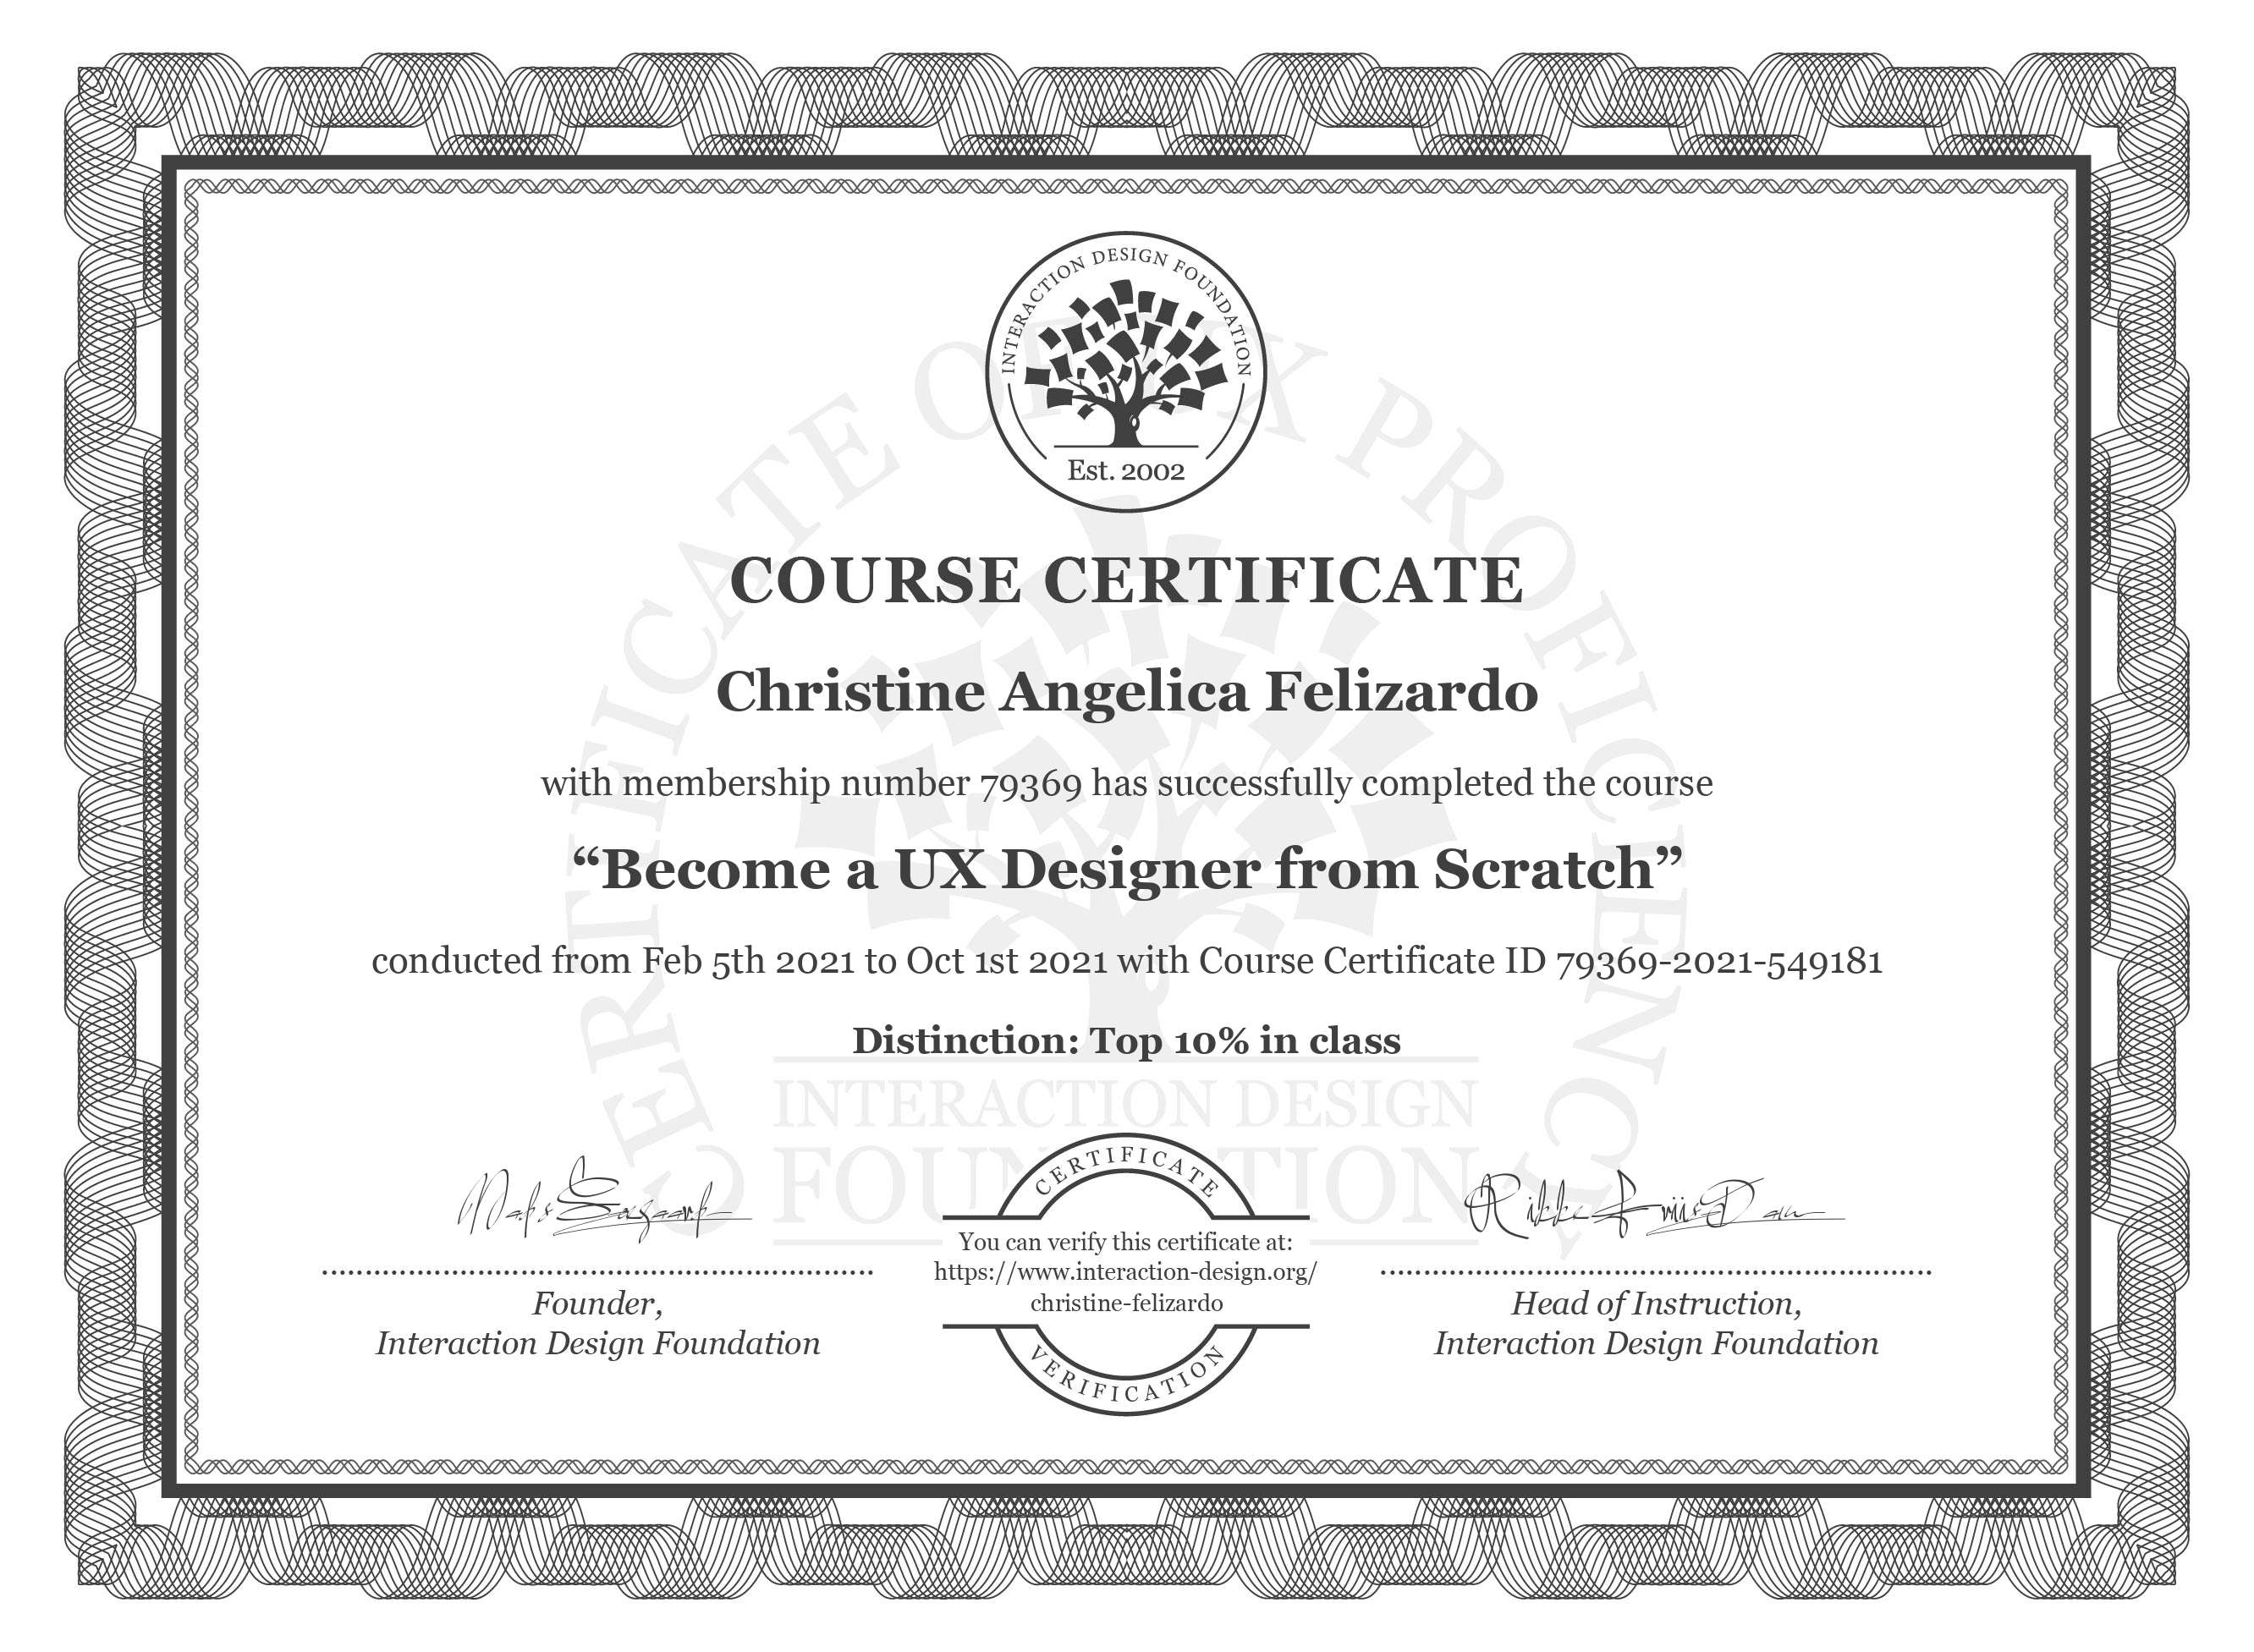 INTERACTION DESIGN FOUNDATION
Est. 2002
CERTIFICATE OF UX PROFICIENCY
COURSE CERTIFICATE
Christine Angelica Felizardo
with membership number 79369 has successfully completed the course
“Become a UX Designer from Scratch”
conducted from Feb 5th 2021 to Oct 1st 2021 with Course Certificate ID 79369-2021-549181
Distinction: Top 10% in class
INTERACTION DESIGN
FOUNDATION
Founder,
Interaction Design Foundation
CERTIFICATE
You can verify this certificate at:
https://www.interaction-design.org/
christine-felizardo
VERIFICATION
Head of Instruction,
Interaction Design Foundation